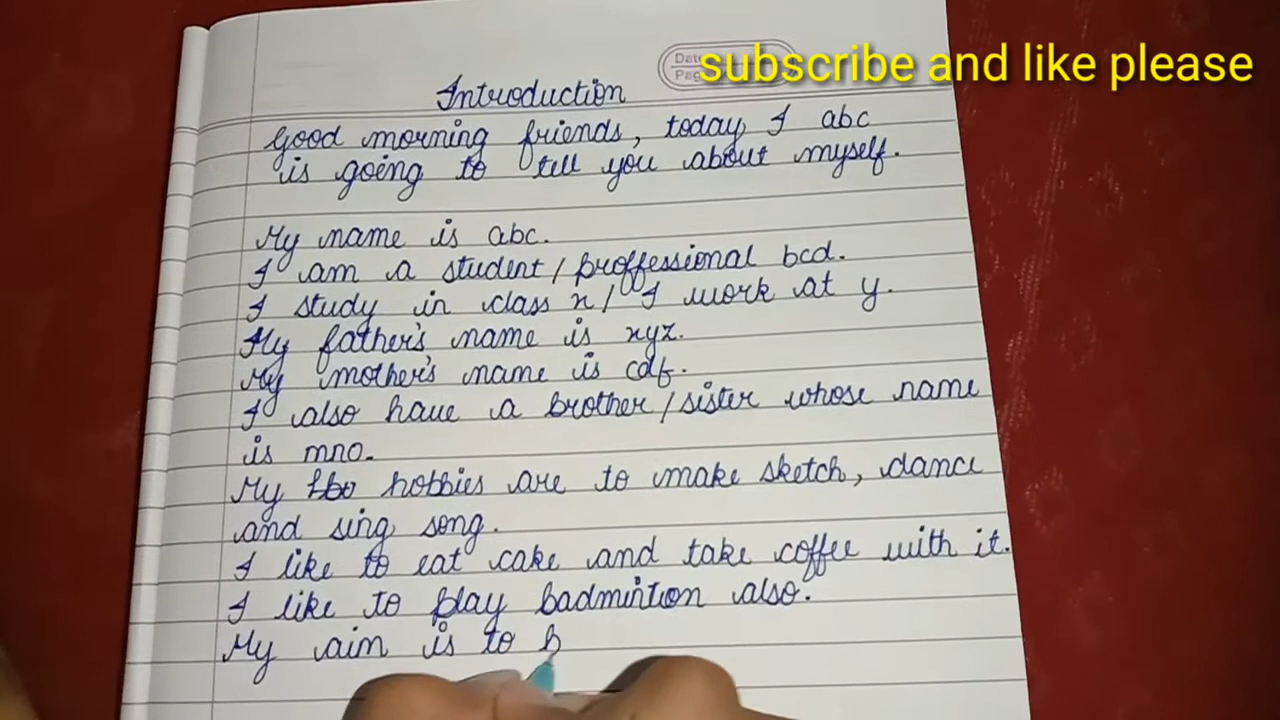 subscribe and like please
Date
Pag
Introduction
Good morning friends, today I abc
is going to tell you about myself.
My name is abc.
I am a student / proffessional bcd.
I study in class x / I work at y.
My father's name is xyz.
My mother's name is cdf.
I also have a brother / sister whose name
is mno.
My hobbies are to make sketch, dance
and sing song.
I like to eat cake and take coffee with it.
I like to play badmintion also.
My aim is to b